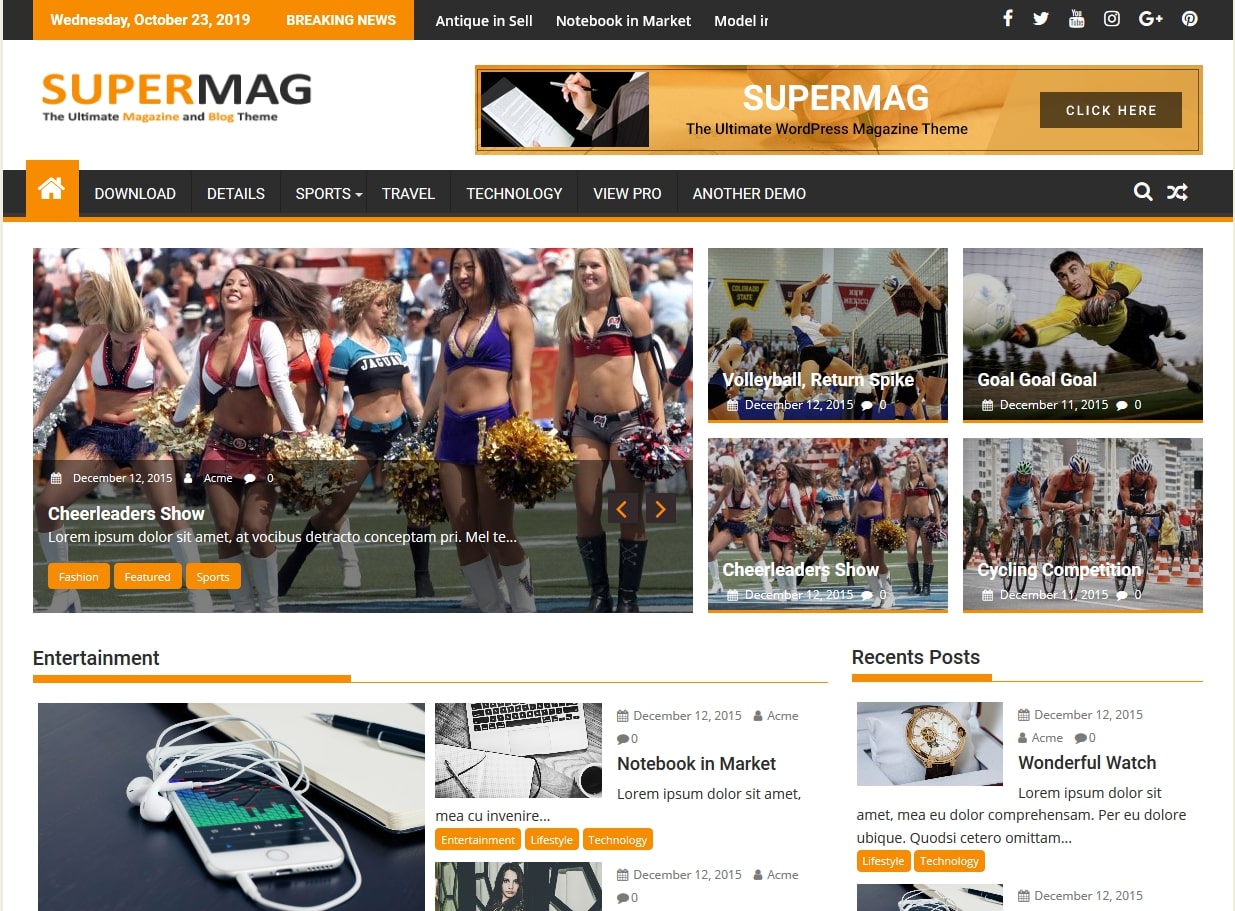 Wednesday, October 23, 2019 BREAKING NEWS Antique in Sell Notebook in Market Model in
SUPERMAG
The Ultimate Magazine and Blog Theme
SUPERMAG
The Ultimate WordPress Magazine Theme
CLICK HERE
DOWNLOAD DETAILS SPORTS TRAVEL TECHNOLOGY VIEW PRO ANOTHER DEMO
JAGUAR
December 12, 2015 Acme 0
Cheerleaders Show
Lorem ipsum dolor sit amet, at vocibus detracto conceptam pri. Mel te...
Fashion Featured Sports
COLORADO
STATE
NEW
MEXICO
Volleyball, Return Spike
December 12, 2015 0
Goal Goal Goal
December 11, 2015 0
Cheerleaders Show
December 12, 2015 0
Cycling Competition
December 11, 2015 0
Entertainment
December 12, 2015 Acme
0
Notebook in Market
Lorem ipsum dolor sit amet,
mea cu invenire...
Entertainment Lifestyle Technology
December 12, 2015 Acme
0
Recents Posts
December 12, 2015
Acme 0
Wonderful Watch
Lorem ipsum dolor sit
amet, mea eu dolor comprehensam. Per eu dolore
ubique. Quodsi cetero omittam...
Lifestyle Technology
December 12, 2015